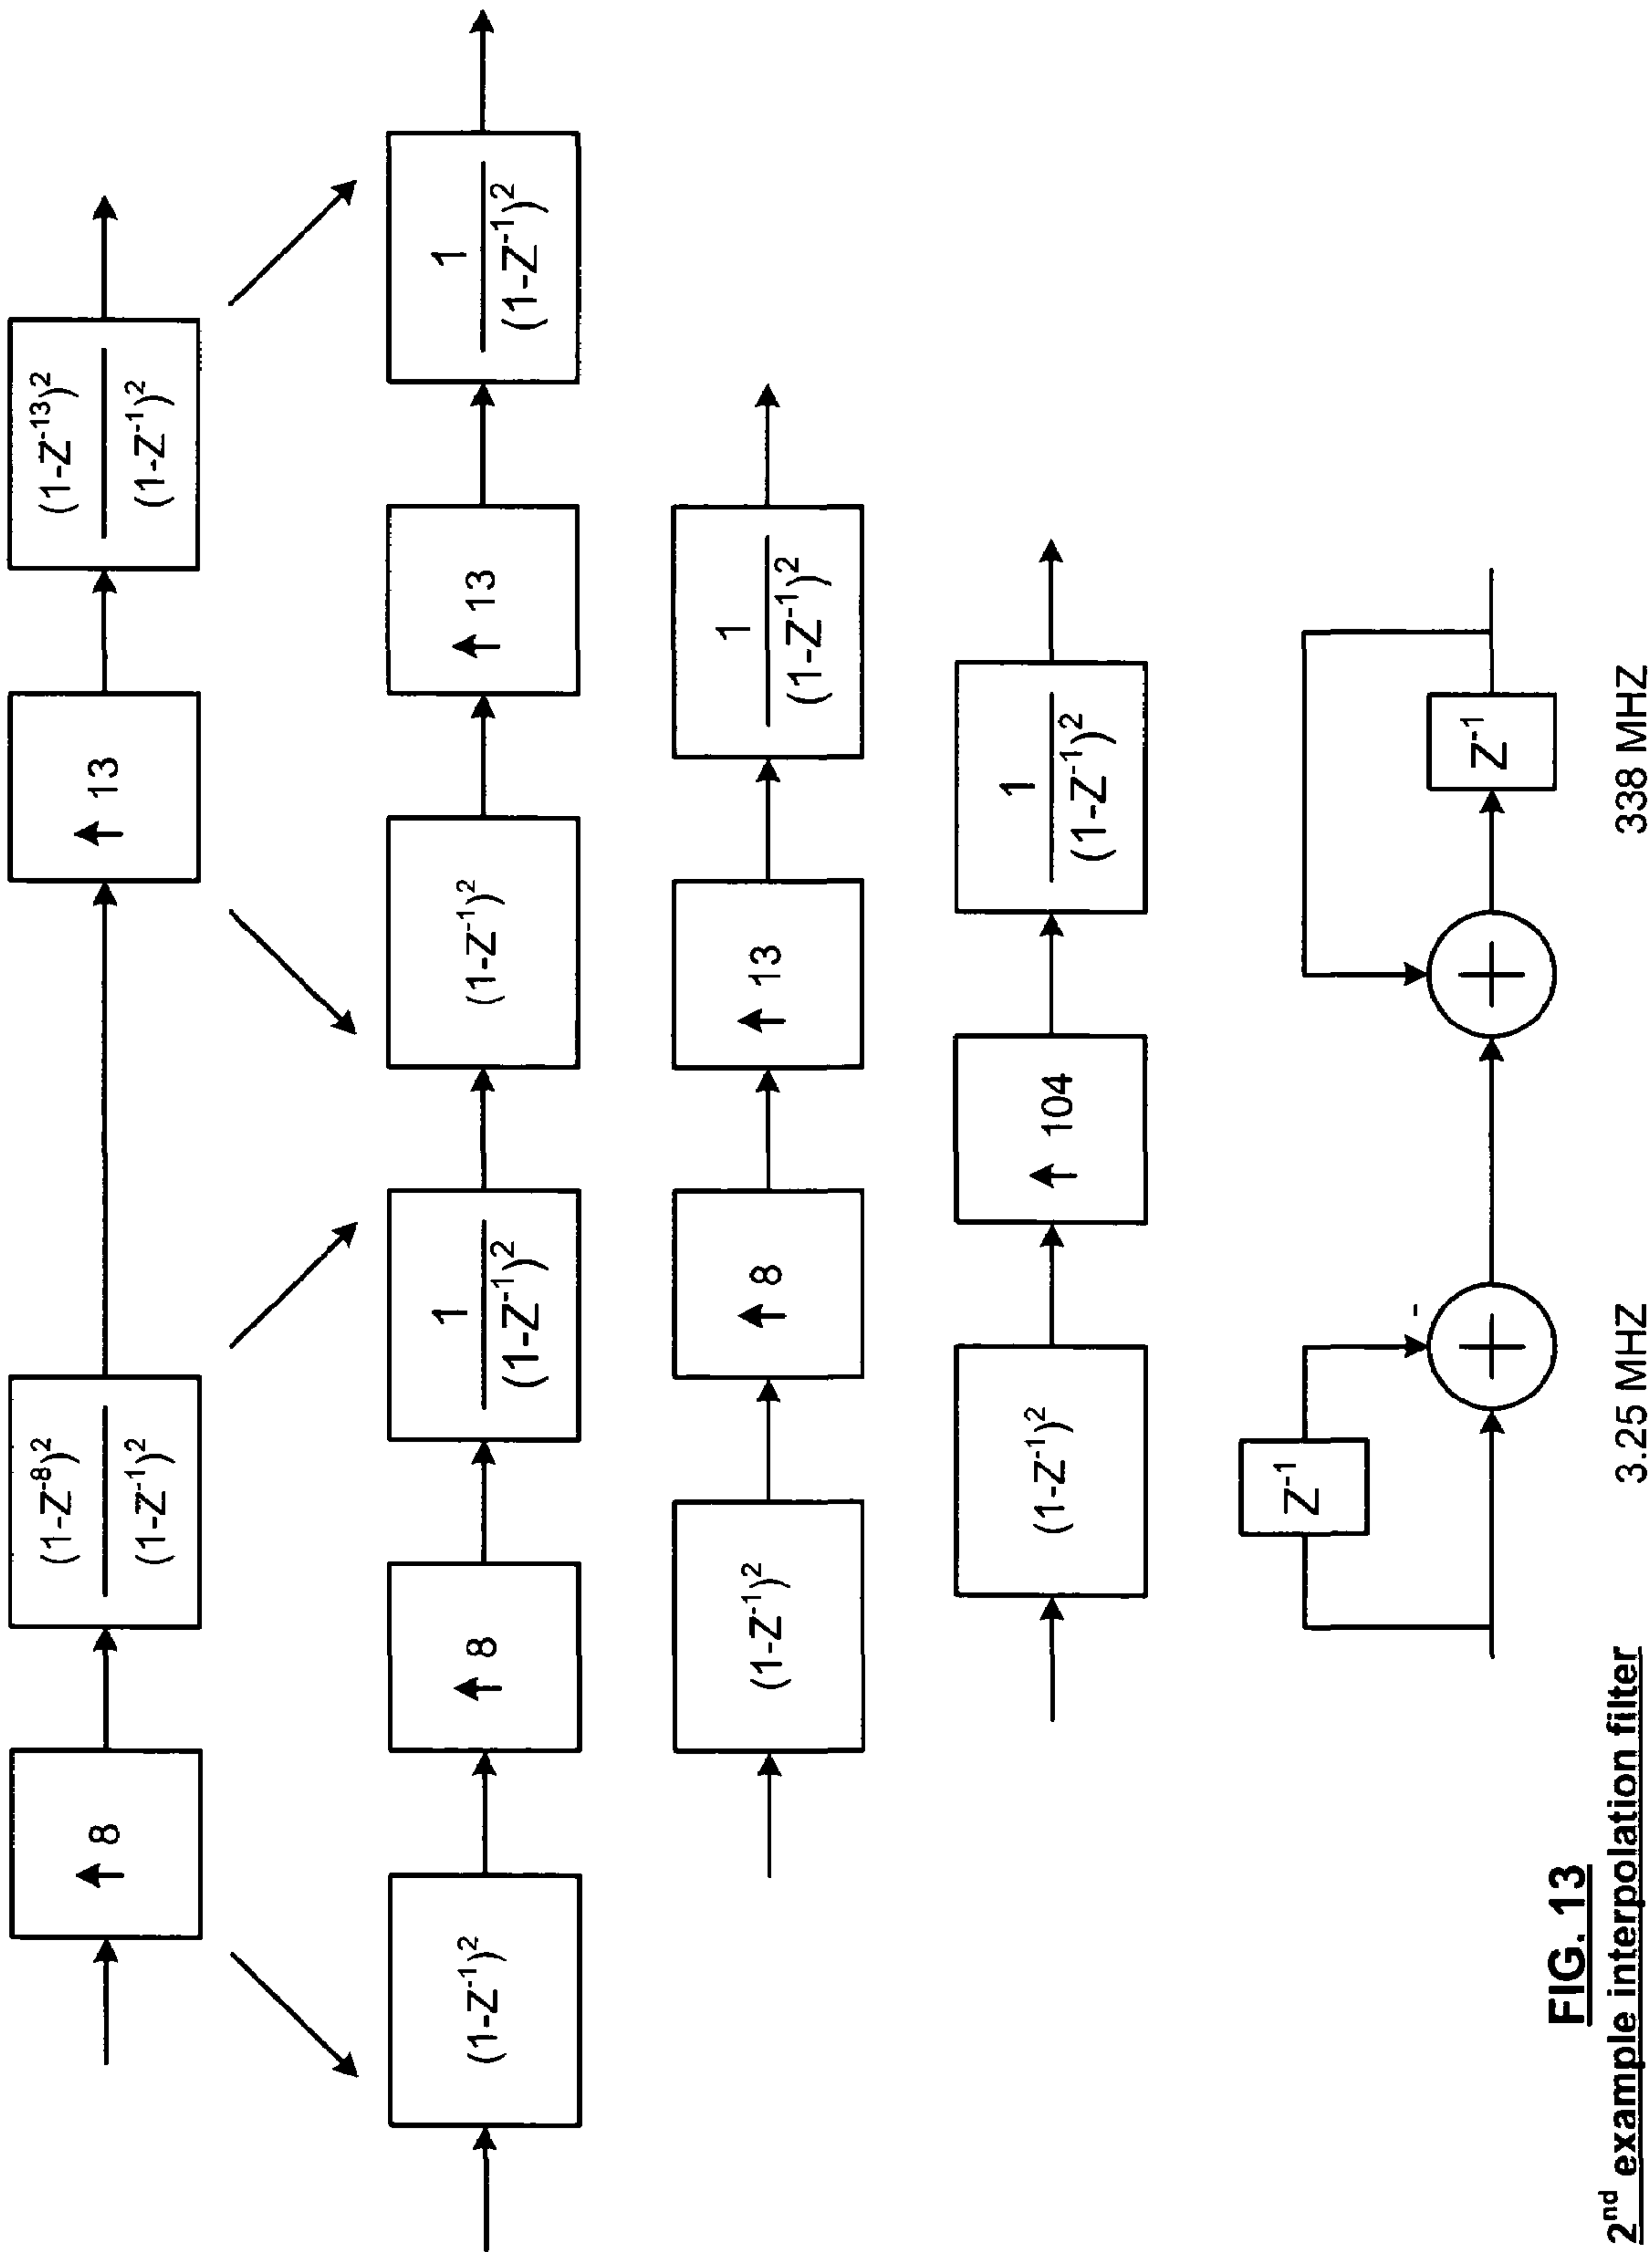 ↑ 8
(1-Z⁻⁸)²
(1-Z⁻¹)²
↑ 13
(1-Z⁻¹³)²
(1-Z⁻¹)²
(1-Z⁻¹)²
↑ 8
1
(1-Z⁻¹)²
(1-Z⁻¹)²
↑ 13
1
(1-Z⁻¹)²
(1-Z⁻¹)²
↑ 8
↑ 13
1
(1-Z⁻¹)²
(1-Z⁻¹)²
↑ 104
1
(1-Z⁻¹)²
Z⁻¹
-
+
+
Z⁻¹
3.25 MHZ
338 MHZ
FIG. 13
2ⁿᵈ example interpolation filter